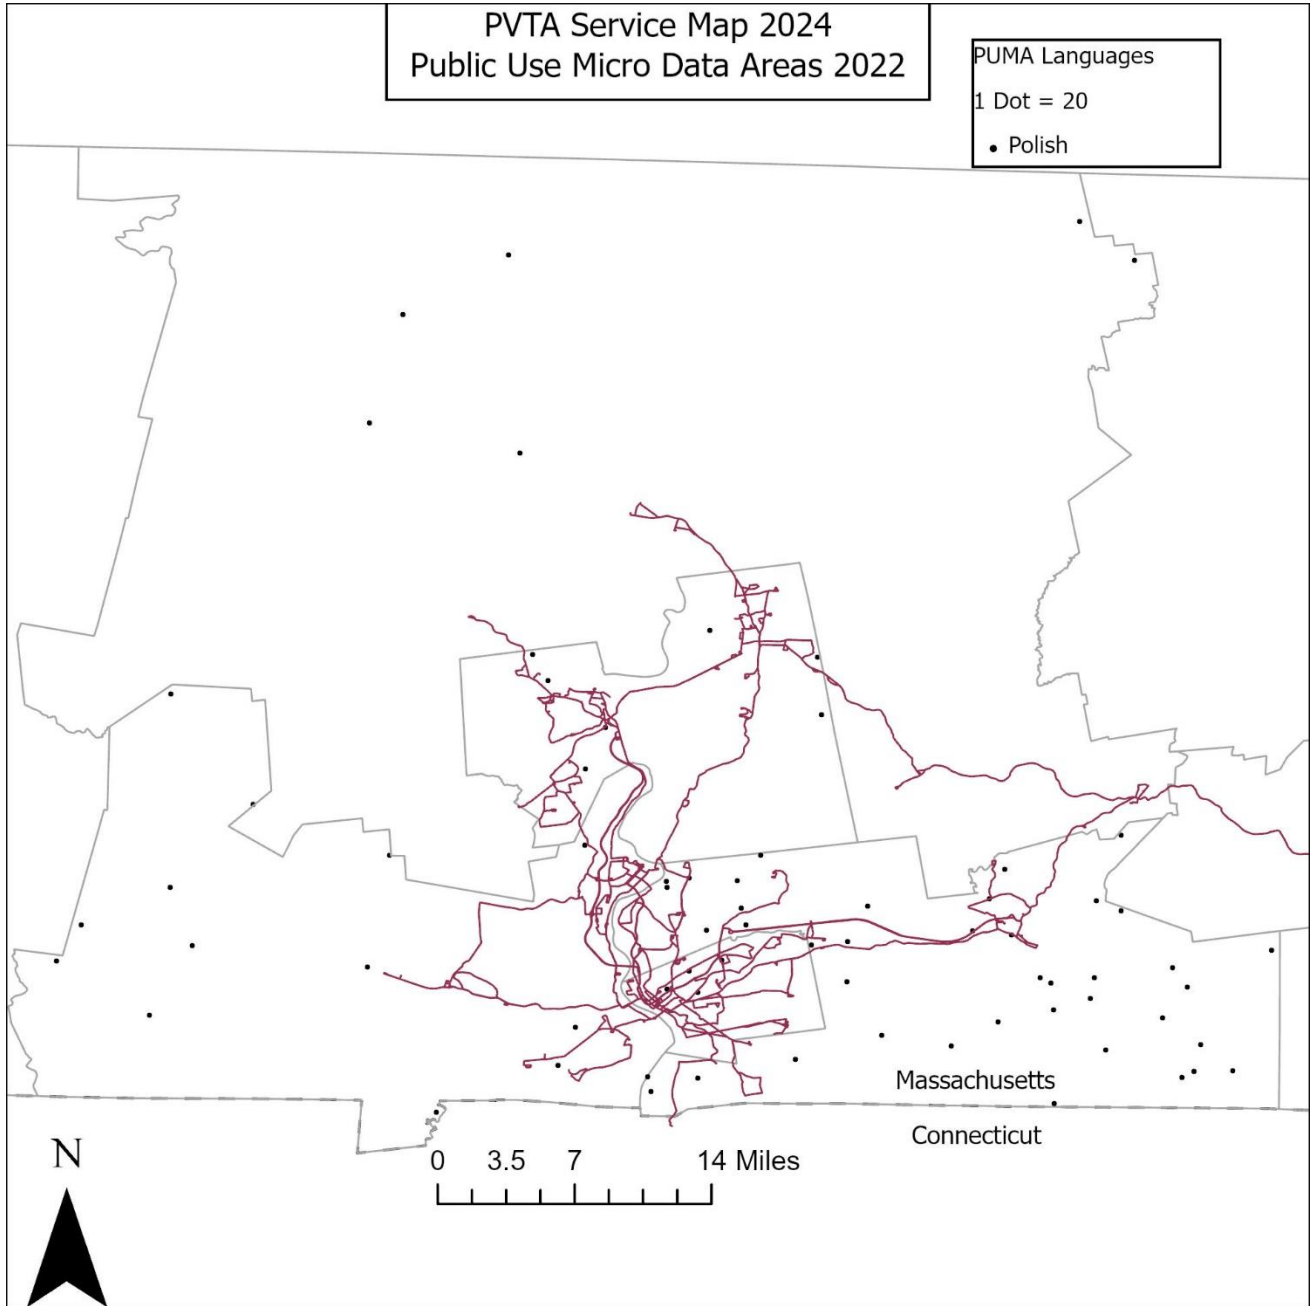 PVTA Service Map 2024
Public Use Micro Data Areas 2022
PUMA Languages
1 Dot = 20
Polish
Massachusetts
Connecticut
N
0 3.5 7 14 Miles